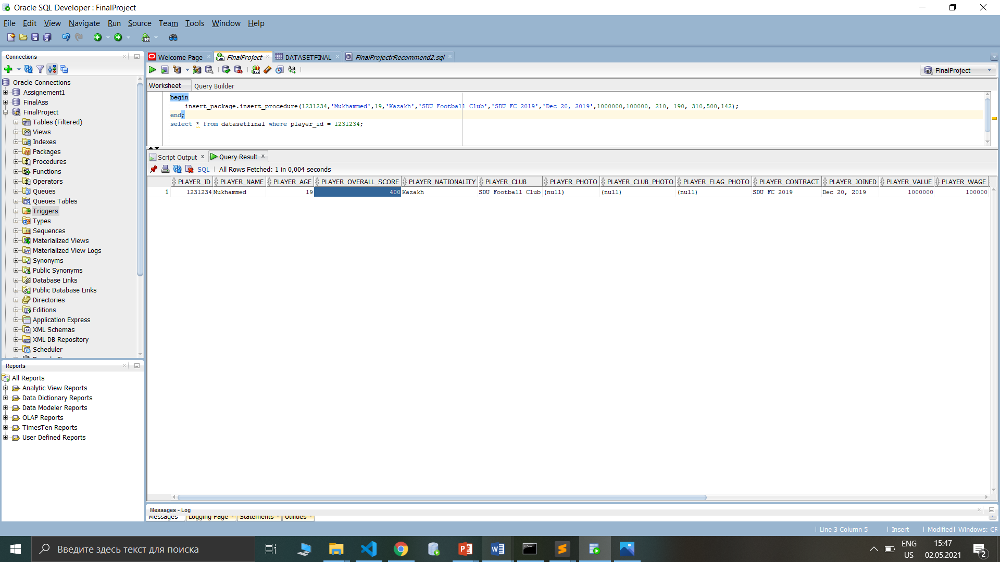 Oracle SQL Developer : FinalProject
File Edit View Navigate Run Source Team Tools Window Help
Connections
Oracle Connections
Assignement1
FinalAss
FinalProject
Tables (Filtered)
Views
Indexes
Packages
Procedures
Functions
Operators
Queues
Queues Tables
Triggers
Types
Sequences
Materialized Views
Materialized View Logs
Synonyms
Public Synonyms
Database Links
Public Database Links
Directories
Editions
Application Express
XML Schemas
XML DB Repository
Scheduler
Reports
All Reports
Analytic View Reports
Data Dictionary Reports
Data Modeler Reports
OLAP Reports
TimesTen Reports
User Defined Reports
Welcome Page FinalProject DATASETFINAL FinalProjectrRecommend2.sql
FinalProject
Worksheet Query Builder
begin
insert_package.insert_procedure(1231234,'Mukhammed',19,'Kazakh','SDU Football Club','SDU FC 2019','Dec 20, 2019',1000000,100000, 210, 190, 310,500,142);
end;
select * from datasetfinal where player_id = 1231234;
Script Output Query Result
SQL All Rows Fetched: 1 in 0,004 seconds
PLAYER_ID PLAYER_NAME PLAYER_AGE PLAYER_OVERALL_SCORE PLAYER_NATIONALITY PLAYER_CLUB PLAYER_PHOTO PLAYER_CLUB_PHOTO PLAYER_FLAG_PHOTO PLAYER_CONTRACT PLAYER_JOINED PLAYER_VALUE PLAYER_WAGE
1 1231234 Mukhammed 19 400 Kazakh SDU Football Club (null) (null) (null) SDU FC 2019 Dec 20, 2019 1000000 100000
Messages - Log
Messages Logging Page Statements Utilities
Line 3 Column 5 Insert Modified Windows: CR
Введите здесь текст для поиска
ENG
US
15:47
02.05.2021
2